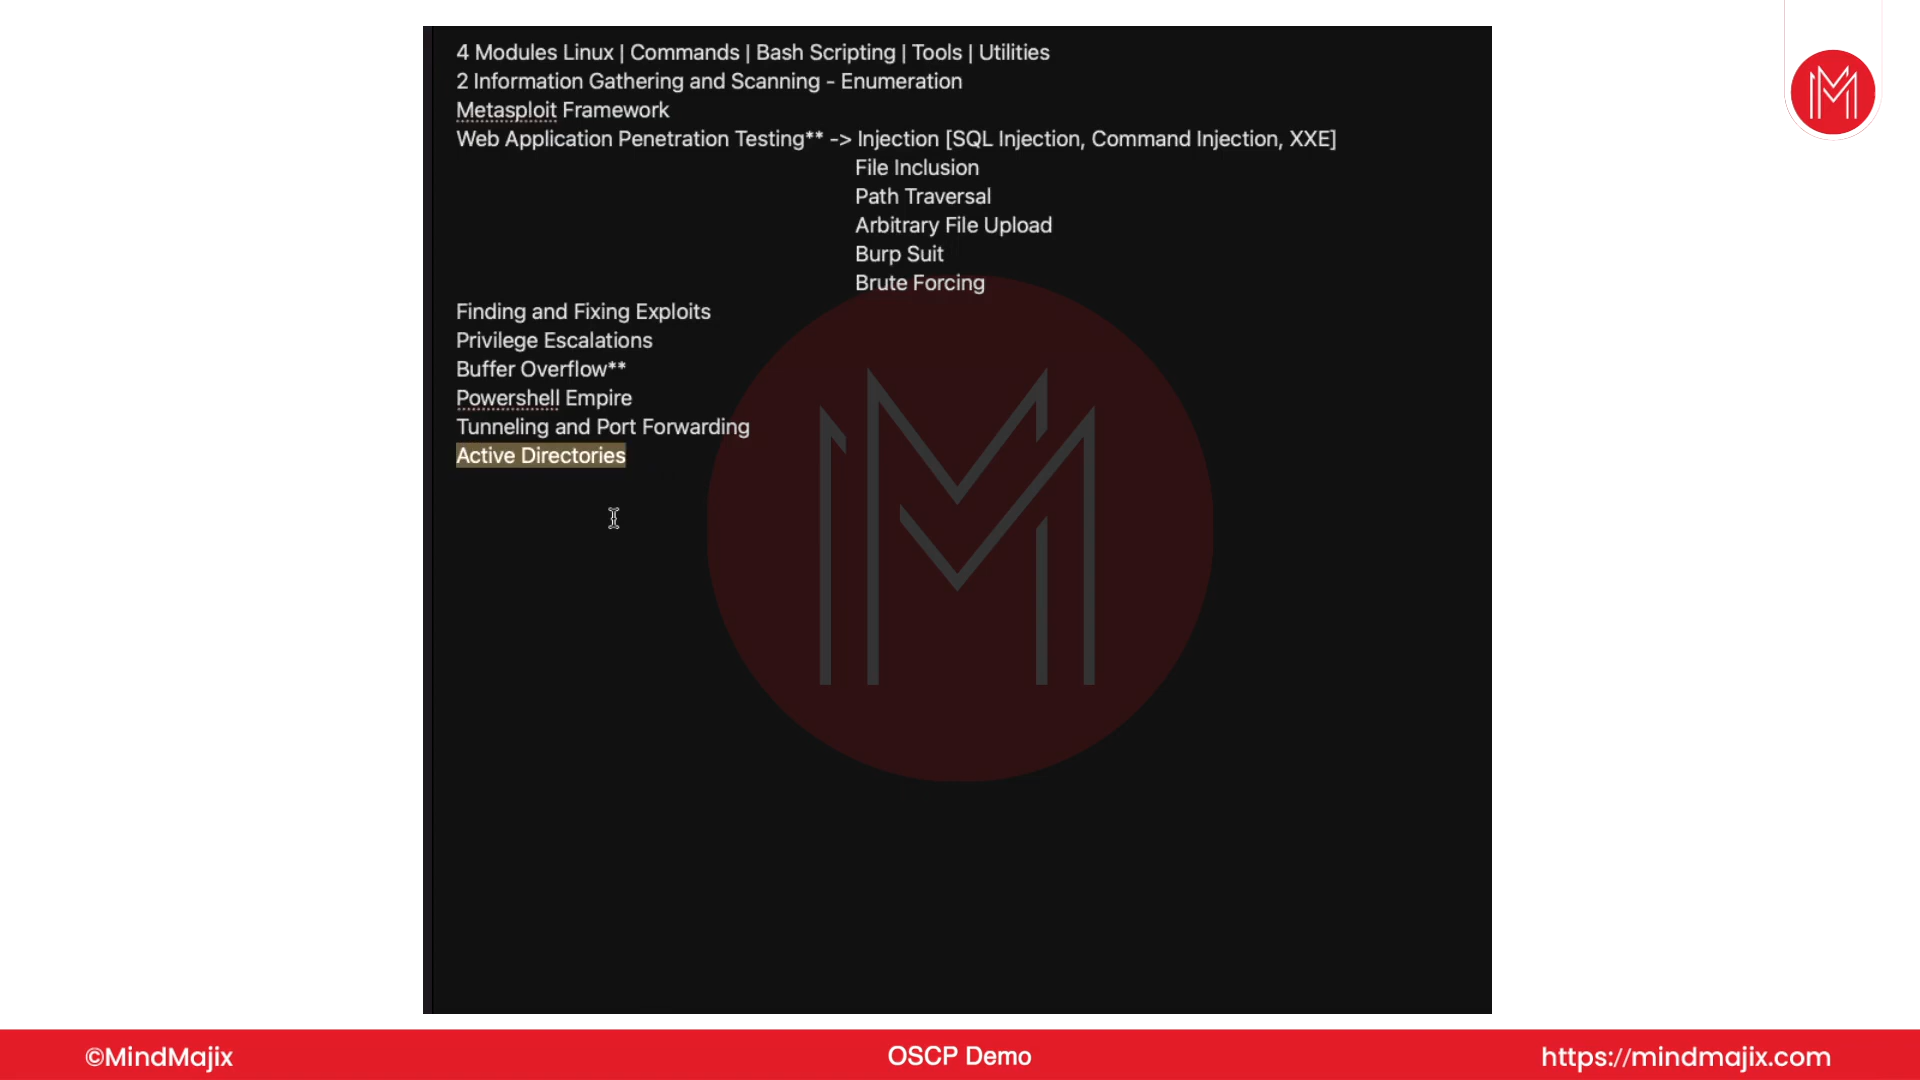 4 Modules Linux | Commands | Bash Scripting | Tools | Utilities
2 Information Gathering and Scanning - Enumeration
Metasploit Framework
Web Application Penetration Testing** -> Injection [SQL Injection, Command Injection, XXE]
File Inclusion
Path Traversal
Arbitrary File Upload
Burp Suit
Brute Forcing
Finding and Fixing Exploits
Privilege Escalations
Buffer Overflow**
Powershell Empire
Tunneling and Port Forwarding
Active Directories
©MindMajix
OSCP Demo
https://mindmajix.com